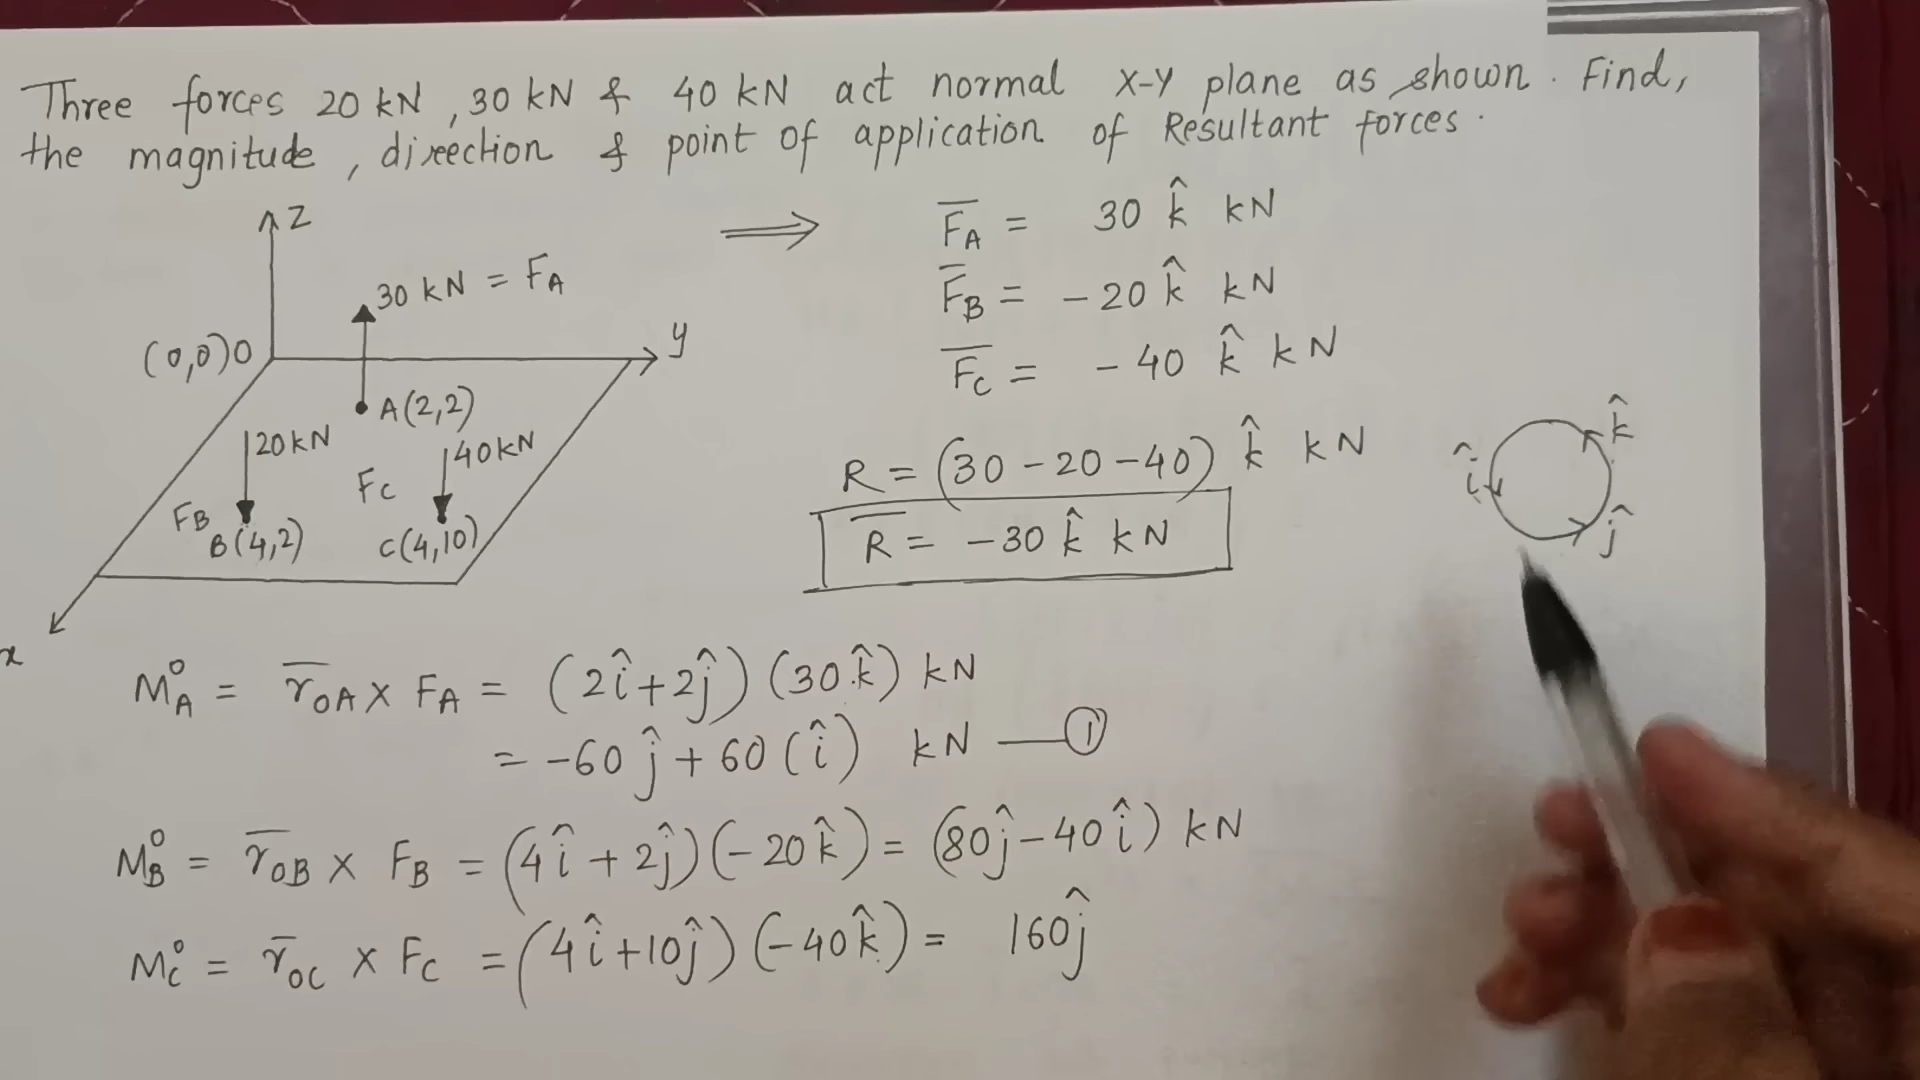 Three forces 20 kN, 30 kN & 40 kN act normal X-Y plane as shown. Find,
the magnitude, direction & point of application of Resultant forces.
Z
30 kN = FA
(0,0)0
y
A(2,2)
20kN
40kN
Fc
FB
B(4,2)
C(4,10)
x
⟹
F̅A = 30 k̂ kN
F̅B = -20 k̂ kN
F̅c = -40 k̂ kN
R = (30-20-40) k̂ kN
R̅ = -30 k̂ kN
k̂
î
ĵ
M°A = r̅OA x FA = (2î+2ĵ) (30k̂) kN
= -60 ĵ + 60 (î) kN — ①
M°B = r̅OB x FB = (4î + 2ĵ)(-20k̂) = (80ĵ-40î) kN
M°c = r̅oc x Fc = (4î+10ĵ) (-40k̂) = 160ĵ